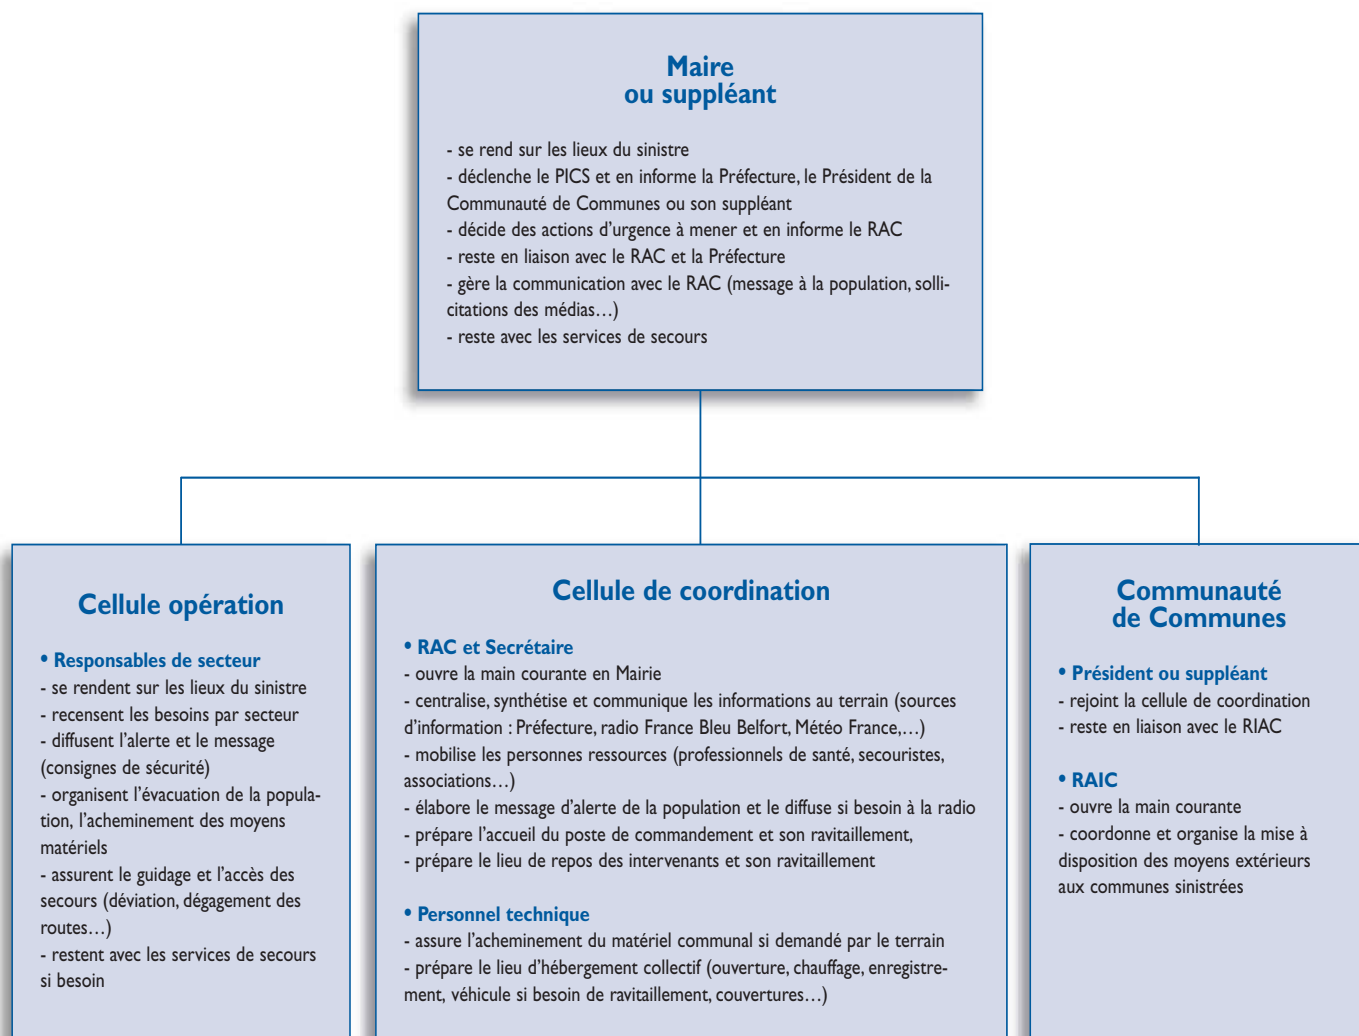 Maire
ou suppléant
- se rend sur les lieux du sinistre
- déclenche le PICS et en informe la Préfecture, le Président de la
Communauté de Communes ou son suppléant
- décide des actions d'urgence à mener et en informe le RAC
- reste en liaison avec le RAC et la Préfecture
- gère la communication avec le RAC (message à la population, solli-
citations des médias…)
- reste avec les services de secours
Cellule opération
• Responsables de secteur
- se rendent sur les lieux du sinistre
- recensent les besoins par secteur
- diffusent l'alerte et le message
(consignes de sécurité)
- organisent l'évacuation de la popula-
tion, l'acheminement des moyens
matériels
- assurent le guidage et l'accès des
secours (déviation, dégagement des
routes…)
- restent avec les services de secours
si besoin
Cellule de coordination
• RAC et Secrétaire
- ouvre la main courante en Mairie
- centralise, synthétise et communique les informations au terrain (sources
d'information : Préfecture, radio France Bleu Belfort, Météo France,…)
- mobilise les personnes ressources (professionnels de santé, secouristes,
associations…)
- élabore le message d'alerte de la population et le diffuse si besoin à la radio
- prépare l'accueil du poste de commandement et son ravitaillement,
- prépare le lieu de repos des intervenants et son ravitaillement
• Personnel technique
- assure l'acheminement du matériel communal si demandé par le terrain
- prépare le lieu d'hébergement collectif (ouverture, chauffage, enregistre-
ment, véhicule si besoin de ravitaillement, couvertures…)
Communauté
de Communes
• Président ou suppléant
- rejoint la cellule de coordination
- reste en liaison avec le RIAC
• RAIC
- ouvre la main courante
- coordonne et organise la mise à
disposition des moyens extérieurs
aux communes sinistrées